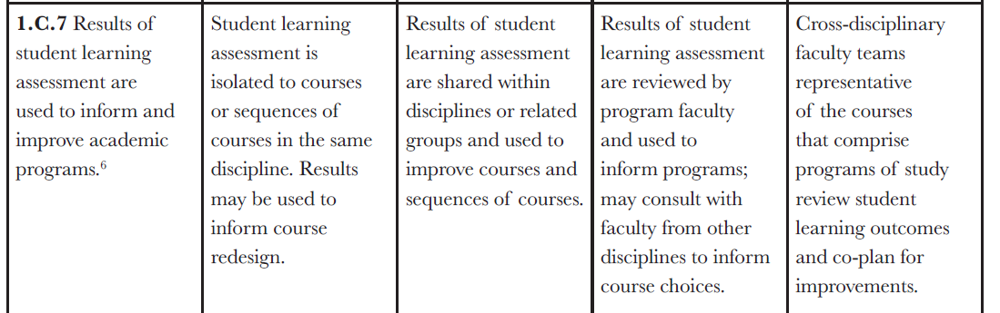 1.C.7 Results of
student learning
assessment are
used to inform and
improve academic
programs.⁶
Student learning
assessment is
isolated to courses
or sequences of
courses in the same
discipline. Results
may be used to
inform course
redesign.
Results of student
learning assessment
are shared within
disciplines or related
groups and used to
improve courses and
sequences of courses.
Results of student
learning assessment
are reviewed by
program faculty
and used to
inform programs;
may consult with
faculty from other
disciplines to inform
course choices.
Cross-disciplinary
faculty teams
representative
of the courses
that comprise
programs of study
review student
learning outcomes
and co-plan for
improvements.